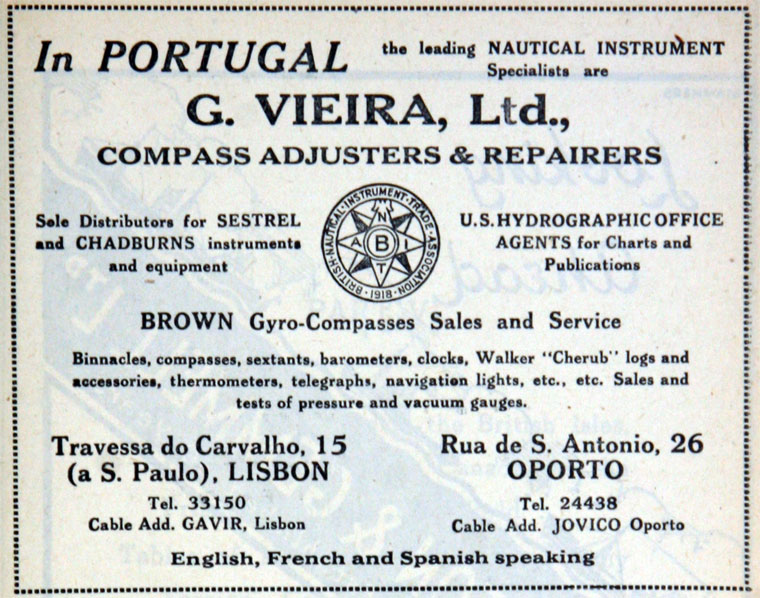 In PORTUGAL the leading NAUTICAL INSTRUMENT
Specialists are
G. VIEIRA, Ltd.,
COMPASS ADJUSTERS & REPAIRERS
Sole Distributors for SESTREL
and CHADBURNS instruments
and equipment
BRITISH·NAUTICAL·INSTRUMENT·TRADE·ASSOCIATION
·1918·
N
A B I
T
U.S. HYDROGRAPHIC OFFICE
AGENTS for Charts and
Publications
BROWN Gyro-Compasses Sales and Service
Binnacles, compasses, sextants, barometers, clocks, Walker "Cherub" logs and
accessories, thermometers, telegraphs, navigation lights, etc., etc. Sales and
tests of pressure and vacuum gauges.
Travessa do Carvalho, 15
(a S. Paulo), LISBON
Tel. 33150
Cable Add. GAVIR, Lisbon
Rua de S. Antonio, 26
OPORTO
Tel. 24438
Cable Add. JOVICO Oporto
English, French and Spanish speaking